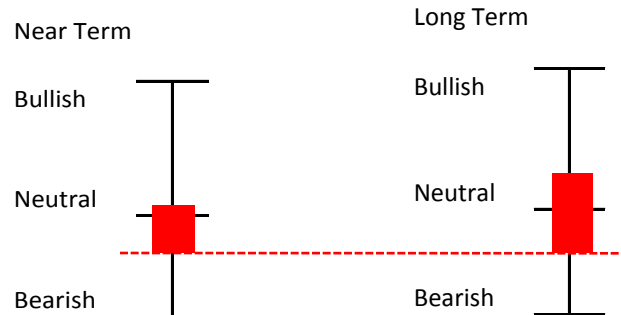 Near Term
Bullish
Neutral
Bearish
Long Term
Bullish
Neutral
Bearish